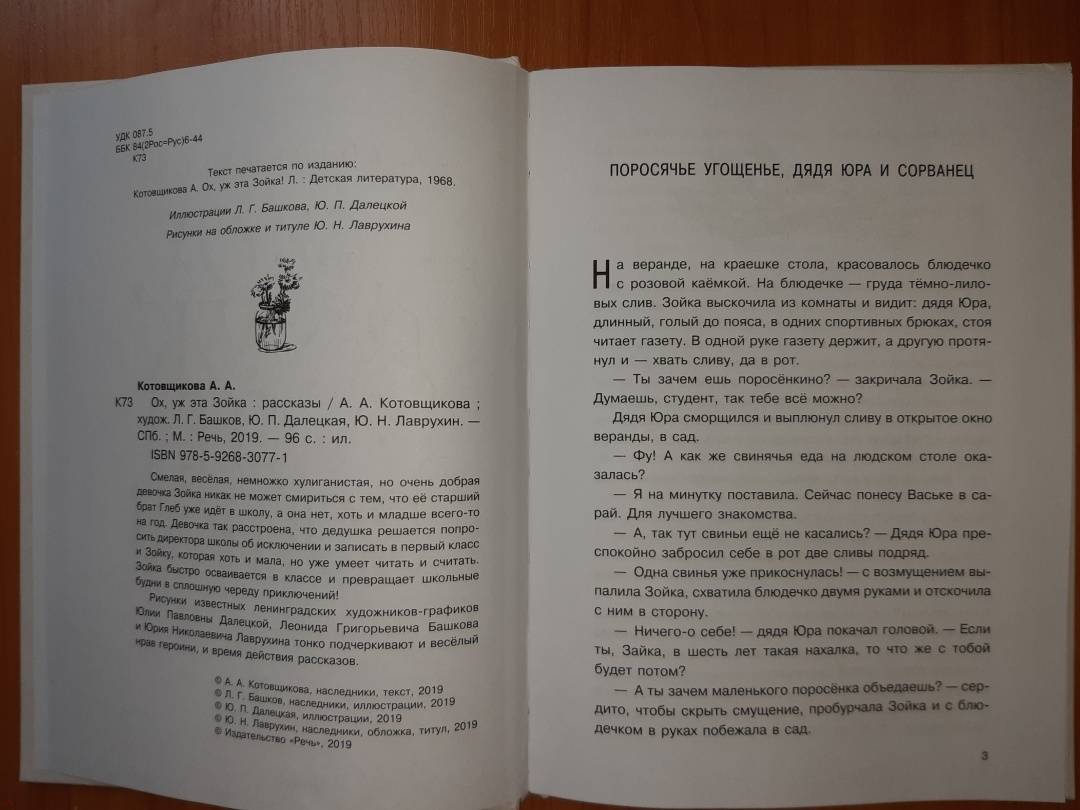 УДК 087.5
ББК 84(2Рос=Рус)6-44
К73
Текст печатается по изданию:
Котовщикова А. Ох, уж эта Зойка! Л. : Детская литература, 1968.
Иллюстрации Л. Г. Башкова, Ю. П. Далецкой
Рисунки на обложке и титуле Ю. Н. Лаврухина
Котовщикова А. А.
К73 Ох, уж эта Зойка : рассказы / А. А. Котовщикова ;
худож. Л. Г. Башков, Ю. П. Далецкая, Ю. Н. Лаврухин. —
СПб. ; М. : Речь, 2019. — 96 с. : ил.
ISBN 978-5-9268-3077-1
Смелая, весёлая, немножко хулиганистая, но очень добрая
девочка Зойка никак не может смириться с тем, что её старший
брат Глеб уже идёт в школу, а она нет, хоть и младше всего-то
на год. Девочка так расстроена, что дедушка решается попро-
сить директора школы об исключении и записать в первый класс
и Зойку, которая хоть и мала, но уже умеет читать и считать.
Зойка быстро осваивается в классе и превращает школьные
будни в сплошную череду приключений!
Рисунки известных ленинградских художников-графиков
Юлии Павловны Далецкой, Леонида Григорьевича Башкова
и Юрия Николаевича Лаврухина тонко подчеркивают и весёлый
нрав героини, и время действия рассказов.
© А. А. Котовщикова, наследники, текст, 2019
© Л. Г. Башков, наследники, иллюстрации, 2019
© Ю. П. Далецкая, иллюстрации, 2019
© Ю. Н. Лаврухин, наследники, обложка, титул, 2019
© Издательство «Речь», 2019
ПОРОСЯЧЬЕ УГОЩЕНЬЕ, ДЯДЯ ЮРА И СОРВАНЕЦ
На веранде, на краешке стола, красовалось блюдечко
с розовой каёмкой. На блюдечке — груда тёмно-лило-
вых слив. Зойка выскочила из комнаты и видит: дядя Юра,
длинный, голый до пояса, в одних спортивных брюках, стоя
читает газету. В одной руке газету держит, а другую протя-
нул и — хвать сливу, да в рот.
— Ты зачем ешь поросёнкино? — закричала Зойка. —
Думаешь, студент, так тебе всё можно?
Дядя Юра сморщился и выплюнул сливу в открытое окно
веранды, в сад.
— Фу! А как же свинячья еда на людском столе ока-
залась?
— Я на минутку поставила. Сейчас понесу Ваське в са-
рай. Для лучшего знакомства.
— А, так тут свиньи ещё не касались? — Дядя Юра пре-
спокойно забросил себе в рот две сливы подряд.
— Одна свинья уже прикоснулась! — с возмущением вы-
палила Зойка, схватила блюдечко двумя руками и отскочила
с ним в сторону.
— Ничего-о себе! — дядя Юра покачал головой. — Если
ты, Зайка, в шесть лет такая нахалка, то что же с тобой
будет потом?
— А ты зачем маленького поросёнка объедаешь? — сер-
дито, чтобы скрыть смущение, пробурчала Зойка и с блю-
дечком в руках побежала в сад.
3